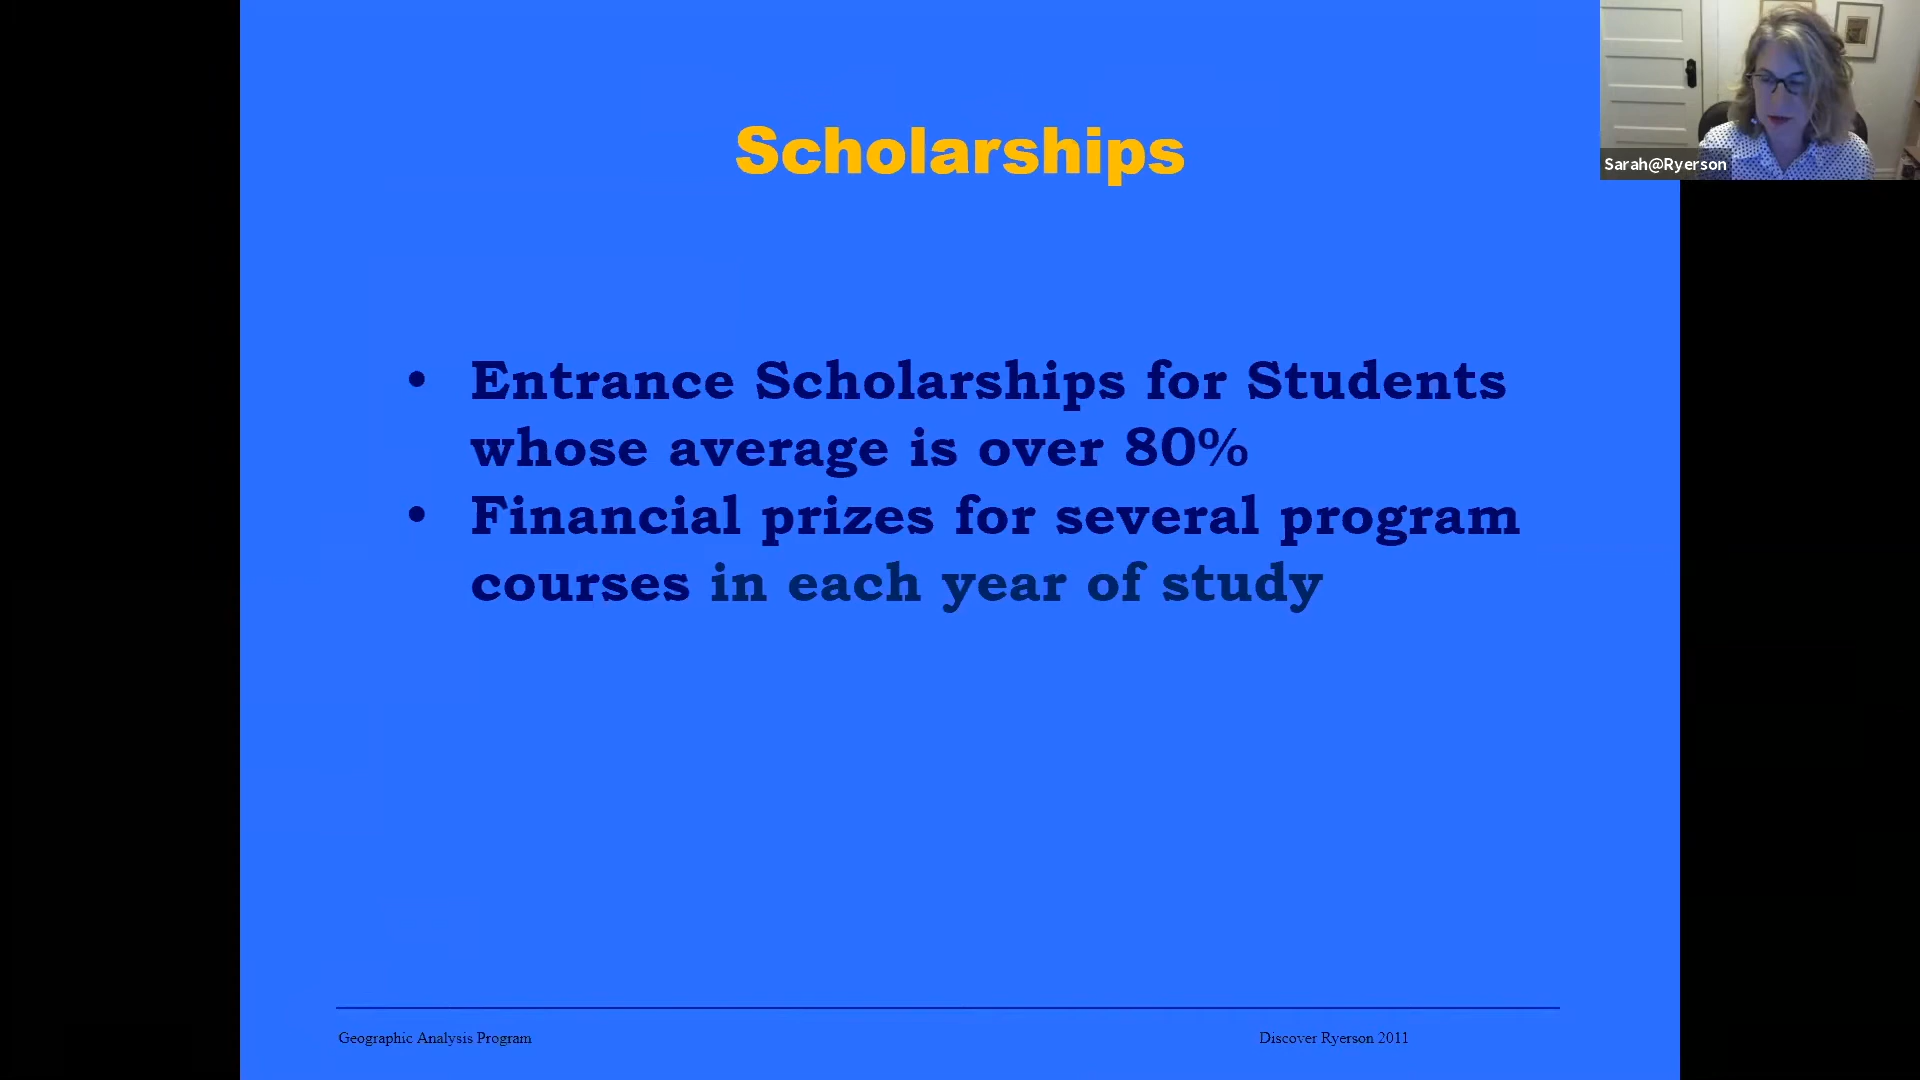 Scholarships
Sarah@Ryerson
• Entrance Scholarships for Students
whose average is over 80%
• Financial prizes for several program
courses in each year of study
Geographic Analysis Program
Discover Ryerson 2011